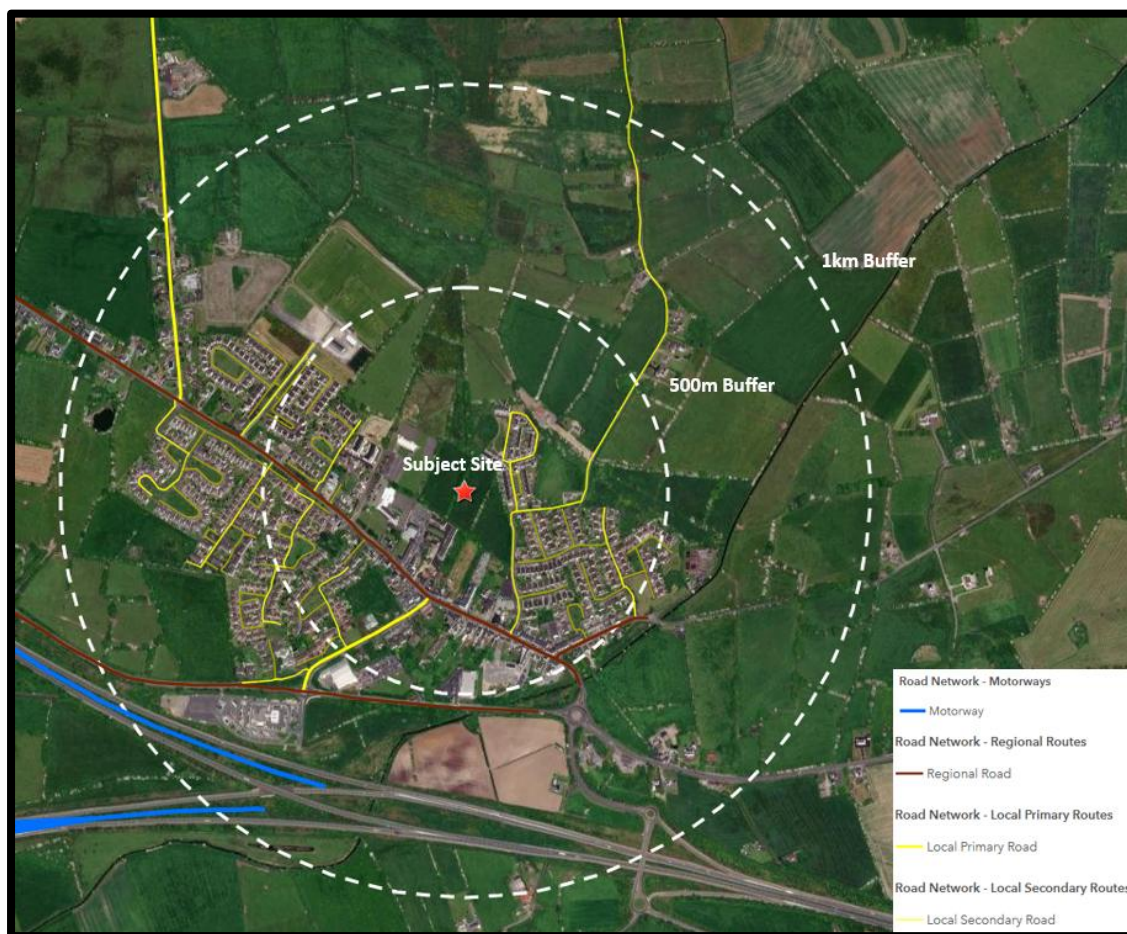 1km Buffer
500m Buffer
Subject Site
Road Network - Motorways
Motorway
Road Network - Regional Routes
Regional Road
Road Network - Local Primary Routes
Local Primary Road
Road Network - Local Secondary Routes
Local Secondary Road